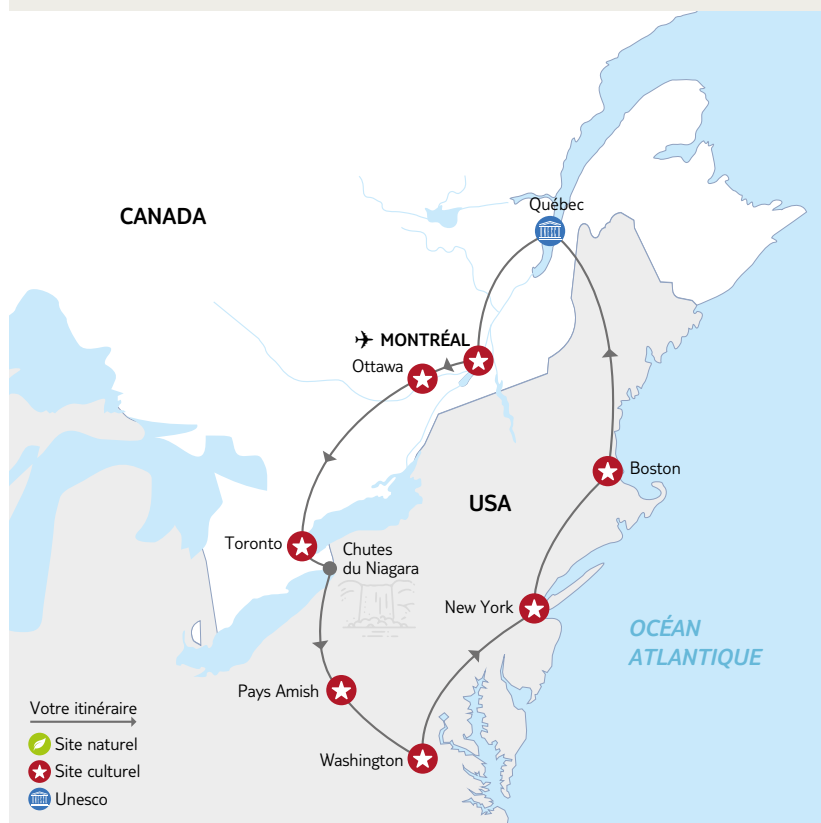 Québec
CANADA
MONTRÉAL
Ottawa
Boston
USA
Toronto
Chutes
du Niagara
New York
OCÉAN
ATLANTIQUE
Pays Amish
Votre itinéraire
Site naturel
Washington
Site culturel
Unesco